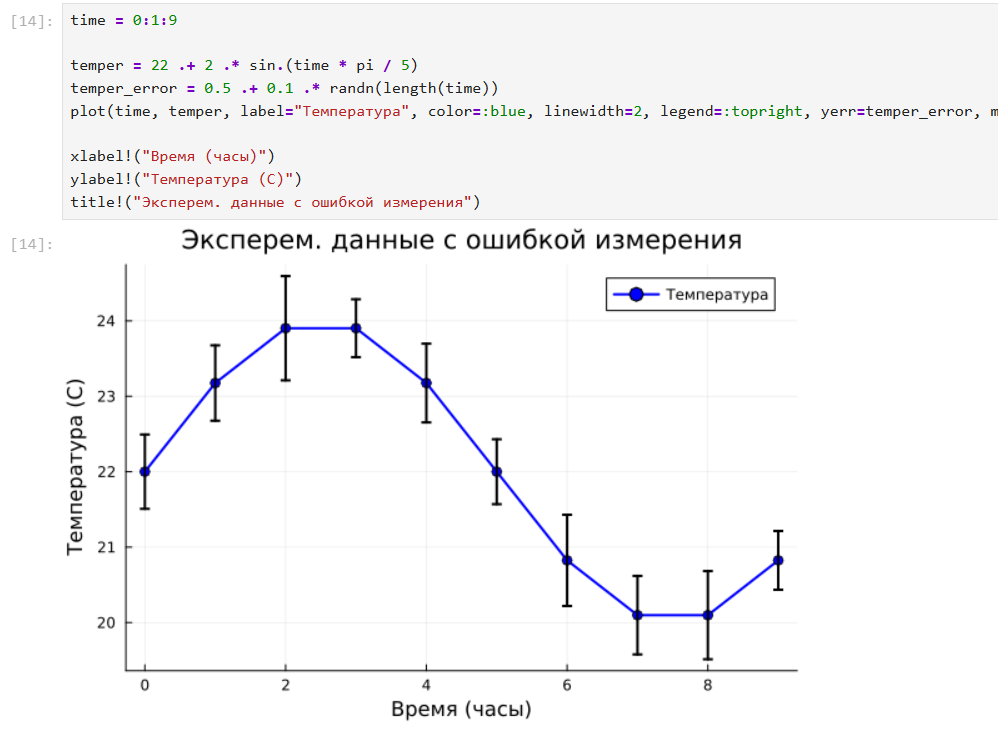 [14]:
time = 0:1:9
temper = 22 .+ 2 .* sin.(time * pi / 5)
temper_error = 0.5 .+ 0.1 .* randn(length(time))
plot(time, temper, label="Температура", color=:blue, linewidth=2, legend=:topright, yerr=temper_error, m
xlabel!("Время (часы)")
ylabel!("Температура (C)")
title!("Эксперем. данные с ошибкой измерения")
[14]:
Эксперем. данные с ошибкой измерения
Температура
Температура (C)
24
23
22
21
20
0 2 4 6 8
Время (часы)